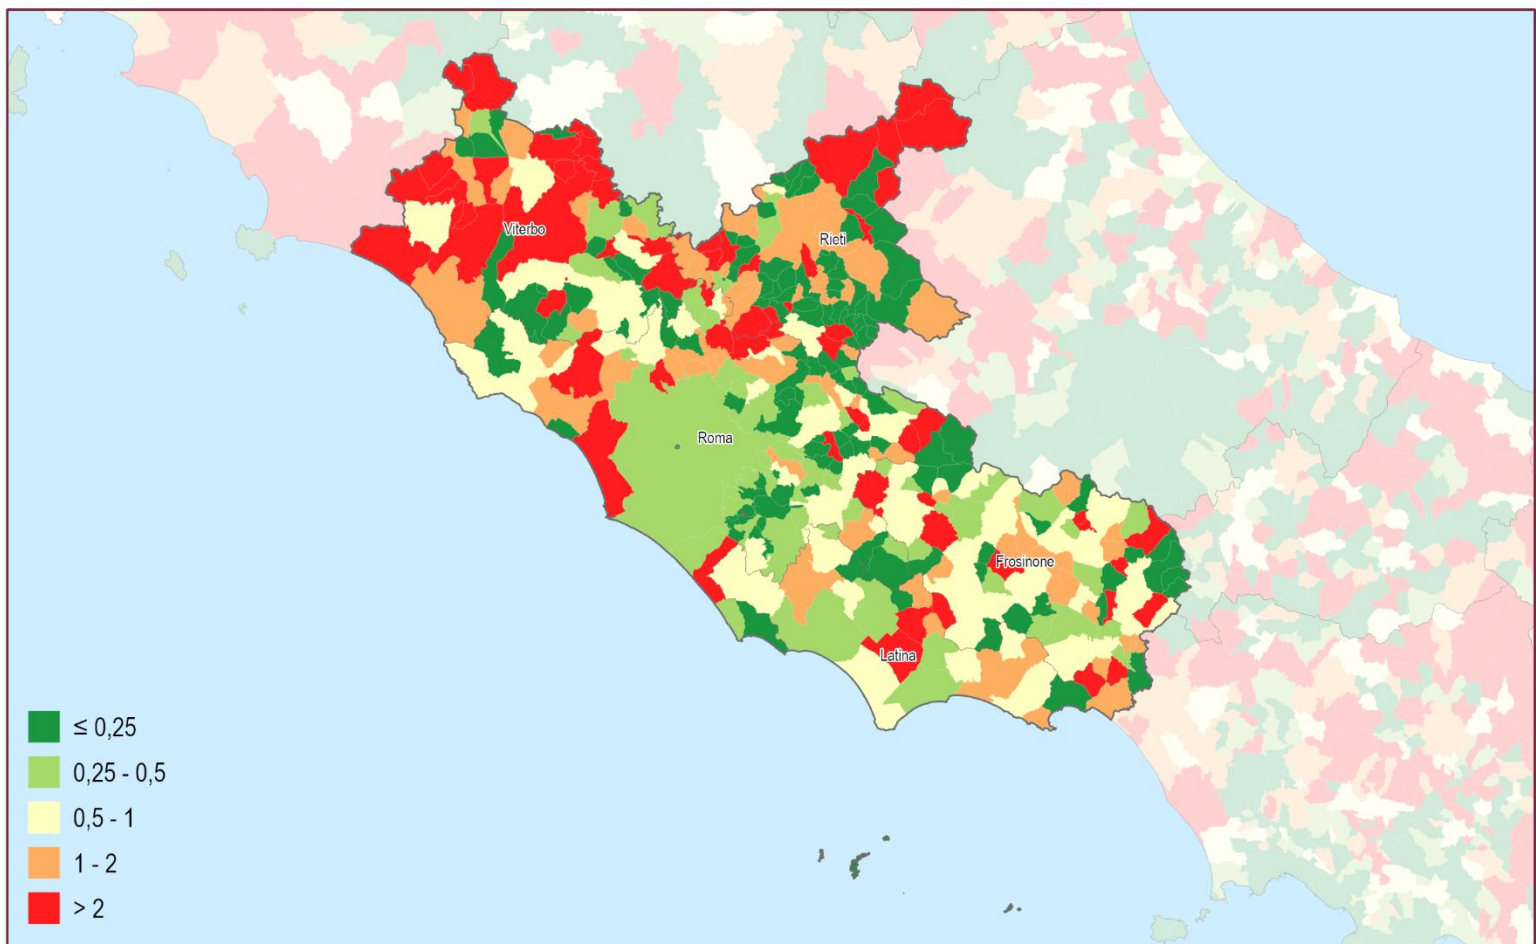 Viterbo
Rieti
Roma
Frosinone
Latina
≤ 0,25
0,25 - 0,5
0,5 - 1
1 - 2
> 2